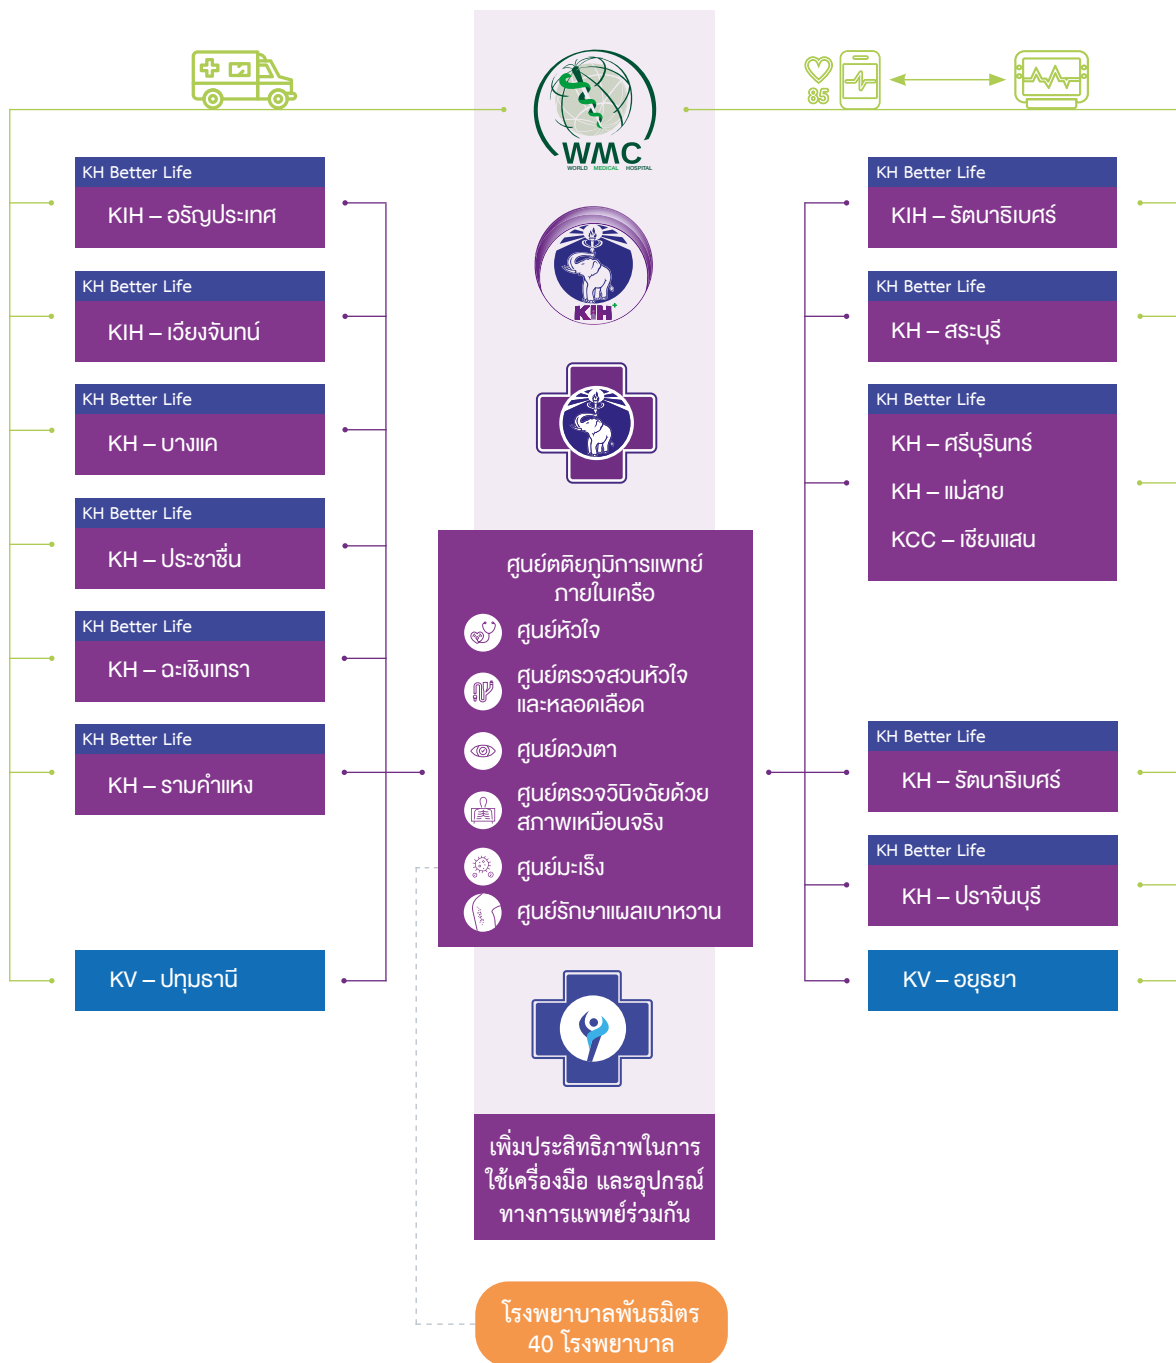 85
WMC
WORLD MEDICAL HOSPITAL
KIH
KH Better Life
KIH – อรัญประเทศ
KH Better Life
KIH – เวียงจันทน์
KH Better Life
KH – บางแค
KH Better Life
KH – ประชาชื่น
KH Better Life
KH – ฉะเชิงเทรา
KH Better Life
KH – รามคำแหง
KV – ปทุมธานี
ศูนย์ตติยภูมิการแพทย์
ภายในเครือ
ศูนย์หัวใจ
ศูนย์ตรวจสวนหัวใจ
และหลอดเลือด
ศูนย์ดวงตา
ศูนย์ตรวจวินิจฉัยด้วย
สภาพเหมือนจริง
ศูนย์มะเร็ง
ศูนย์รักษาแผลเบาหวาน
KH Better Life
KIH – รัตนาธิเบศร์
KH Better Life
KH – สระบุรี
KH Better Life
KH – ศรีบุรินทร์
KH – แม่สาย
KCC – เชียงแสน
KH Better Life
KH – รัตนาธิเบศร์
KH Better Life
KH – ปราจีนบุรี
KV – อยุธยา
เพิ่มประสิทธิภาพในการ
ใช้เครื่องมือ และอุปกรณ์
ทางการแพทย์ร่วมกัน
โรงพยาบาลพันธมิตร
40 โรงพยาบาล